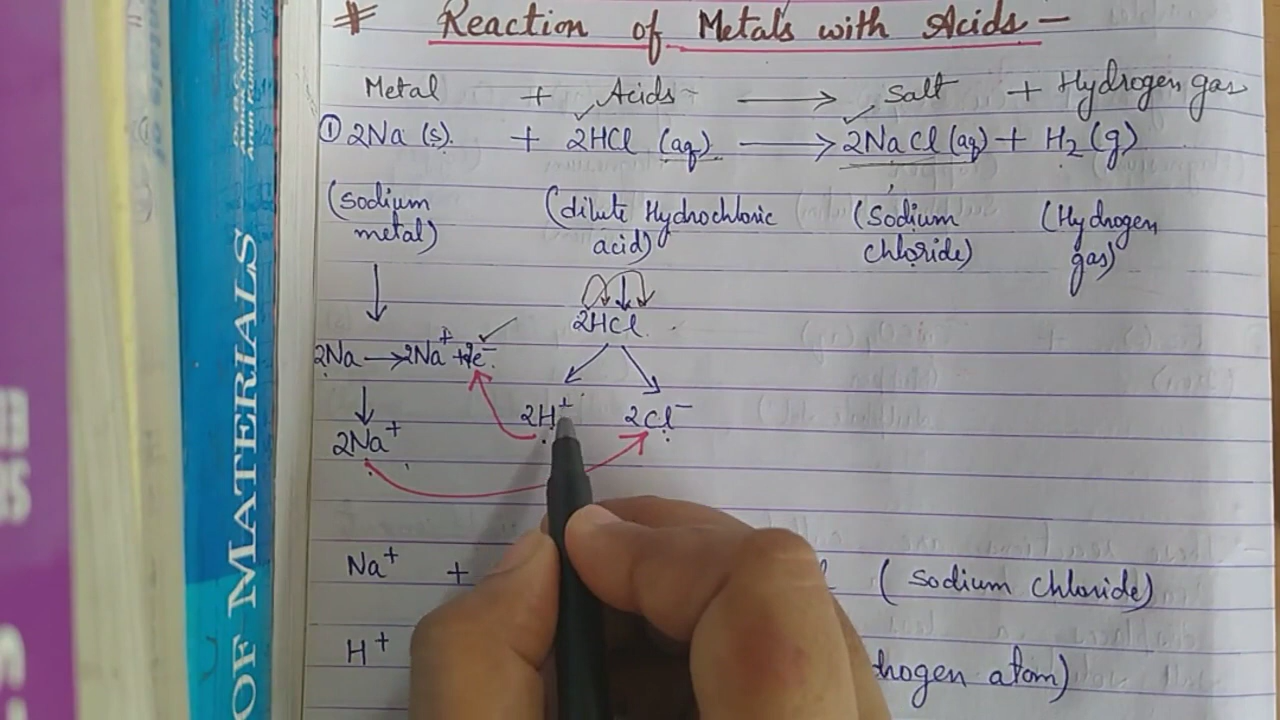 * Reaction of Metals with Acids -
Metal + Acids → Salt + Hydrogen gas
① 2Na (s) + 2HCl (aq) → 2NaCl (aq) + H₂ (g)
(sodium metal) (dilute Hydrochloric acid) (Sodium chloride) (Hydrogen gas)
2HCl
2Na → 2Na⁺ + 2e⁻
2H⁺ 2Cl⁻
2Na⁺
Na⁺ + (sodium chloride)
H⁺ hogen atom)
OF MATERIALS